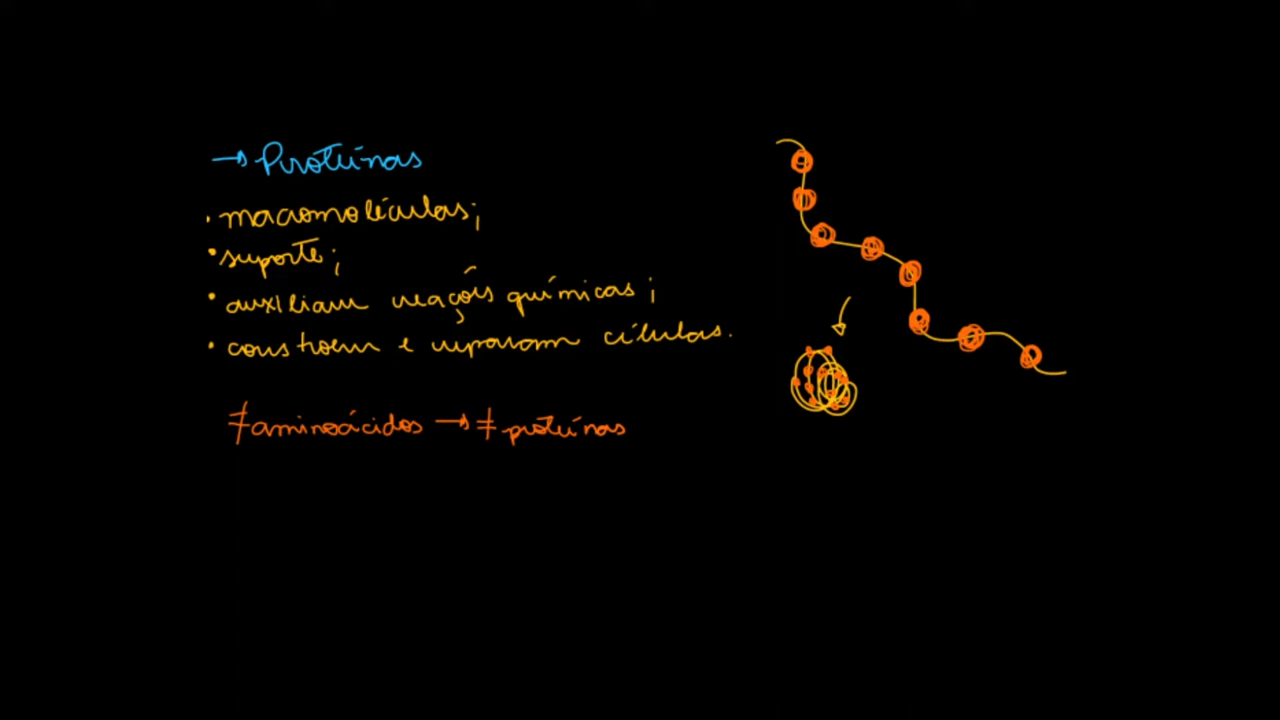 → Proteínas
• macromoléculas;
• suporte;
• auxiliam reações químicas;
• constroem e reparam células.
≠ aminoácidos → ≠ proteínas